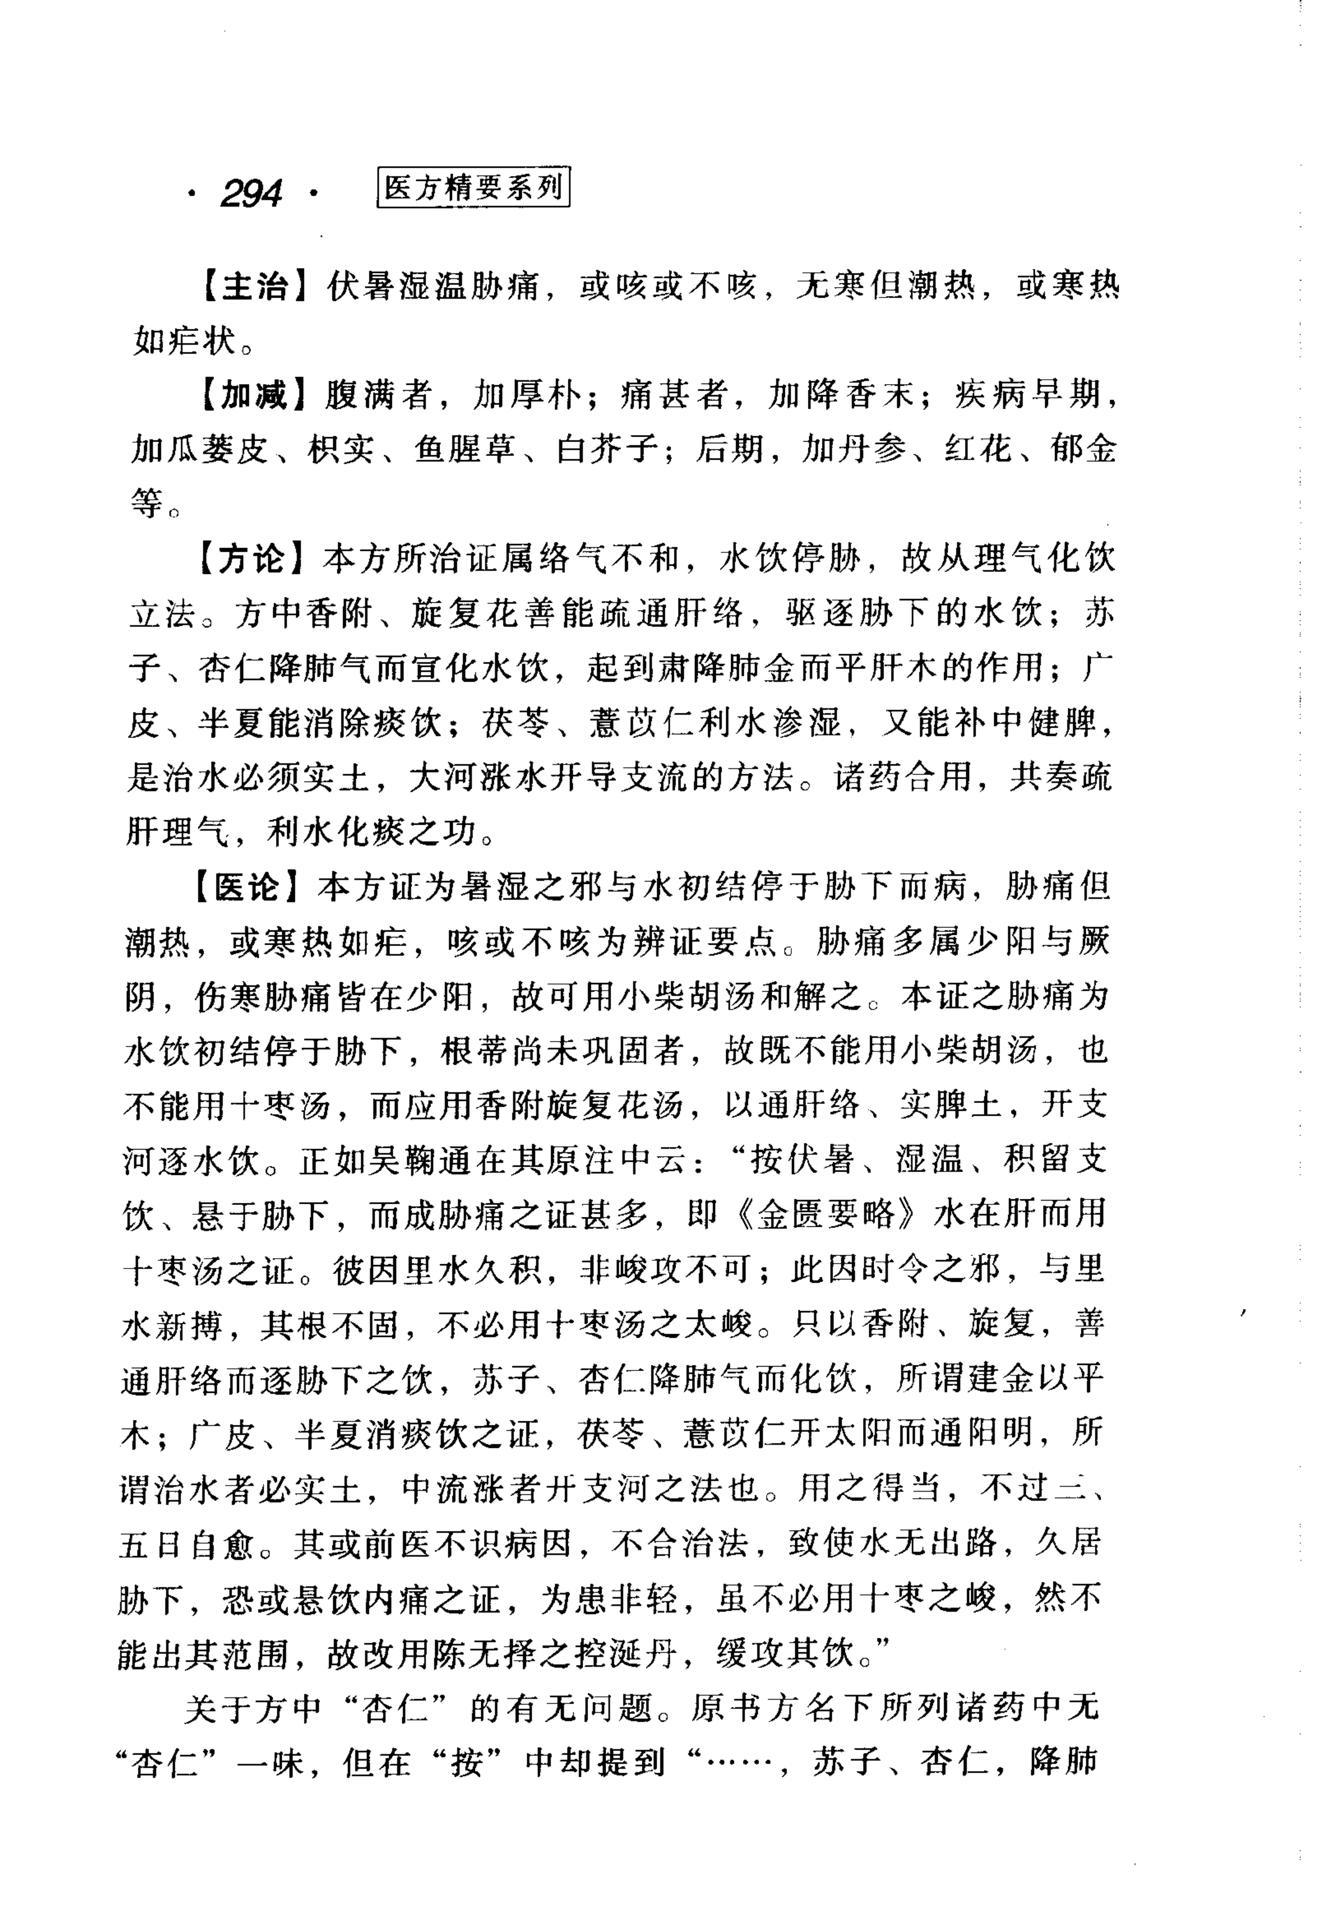 · 294 · 医方精要系列
【主治】伏暑湿温胁痛，或咳或不咳，无寒但潮热，或寒热
如疟状。
【加减】腹满者，加厚朴；痛甚者，加降香末；疾病早期，
加瓜蒌皮、枳实、鱼腥草、白芥子；后期，加丹参、红花、郁金
等。
【方论】本方所治证属络气不和，水饮停胁，故从理气化饮
立法。方中香附、旋复花善能疏通肝络，驱逐胁下的水饮；苏
子、杏仁降肺气而宣化水饮，起到肃降肺金而平肝木的作用；广
皮、半夏能消除痰饮；茯苓、薏苡仁利水渗湿，又能补中健脾，
是治水必须实土，大河涨水开导支流的方法。诸药合用，共奏疏
肝理气，利水化痰之功。
【医论】本方证为暑湿之邪与水初结停于胁下而病，胁痛但
潮热，或寒热如疟，咳或不咳为辨证要点。胁痛多属少阳与厥
阴，伤寒胁痛皆在少阳，故可用小柴胡汤和解之。本证之胁痛为
水饮初结停于胁下，根蒂尚未巩固者，故既不能用小柴胡汤，也
不能用十枣汤，而应用香附旋复花汤，以通肝络、实脾土，开支
河逐水饮。正如吴鞠通在其原注中云：“按伏暑、湿温、积留支
饮、悬于胁下，而成胁痛之证甚多，即《金匮要略》水在肝而用
十枣汤之证。彼因里水久积，非峻攻不可；此因时令之邪，与里
水新搏，其根不固，不必用十枣汤之太峻。只以香附、旋复，善
通肝络而逐胁下之饮，苏子、杏仁降肺气而化饮，所谓建金以平
木；广皮、半夏消痰饮之证，茯苓、薏苡仁开太阳而通阳明，所
谓治水者必实土，中流涨者开支河之法也。用之得当，不过三、
五日自愈。其或前医不识病因，不合治法，致使水无出路，久居
胁下，恐或悬饮内痛之证，为患非轻，虽不必用十枣之峻，然不
能出其范围，故改用陈无择之控涎丹，缓攻其饮。”
关于方中“杏仁”的有无问题。原书方名下所列诸药中无
“杏仁”一味，但在“按”中却提到“……，苏子、杏仁，降肺